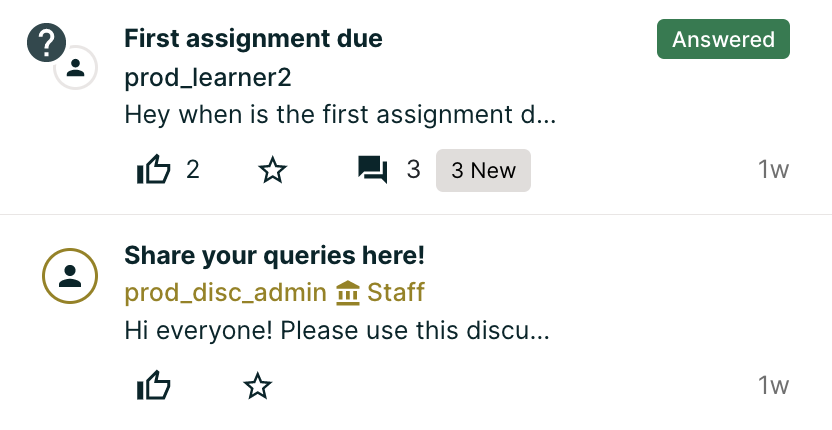 First assignment due
Answered
prod_learner2
Hey when is the first assignment d...
2
3
3 New
1w
Share your queries here!
prod_disc_admin Staff
Hi everyone! Please use this discu...
1w